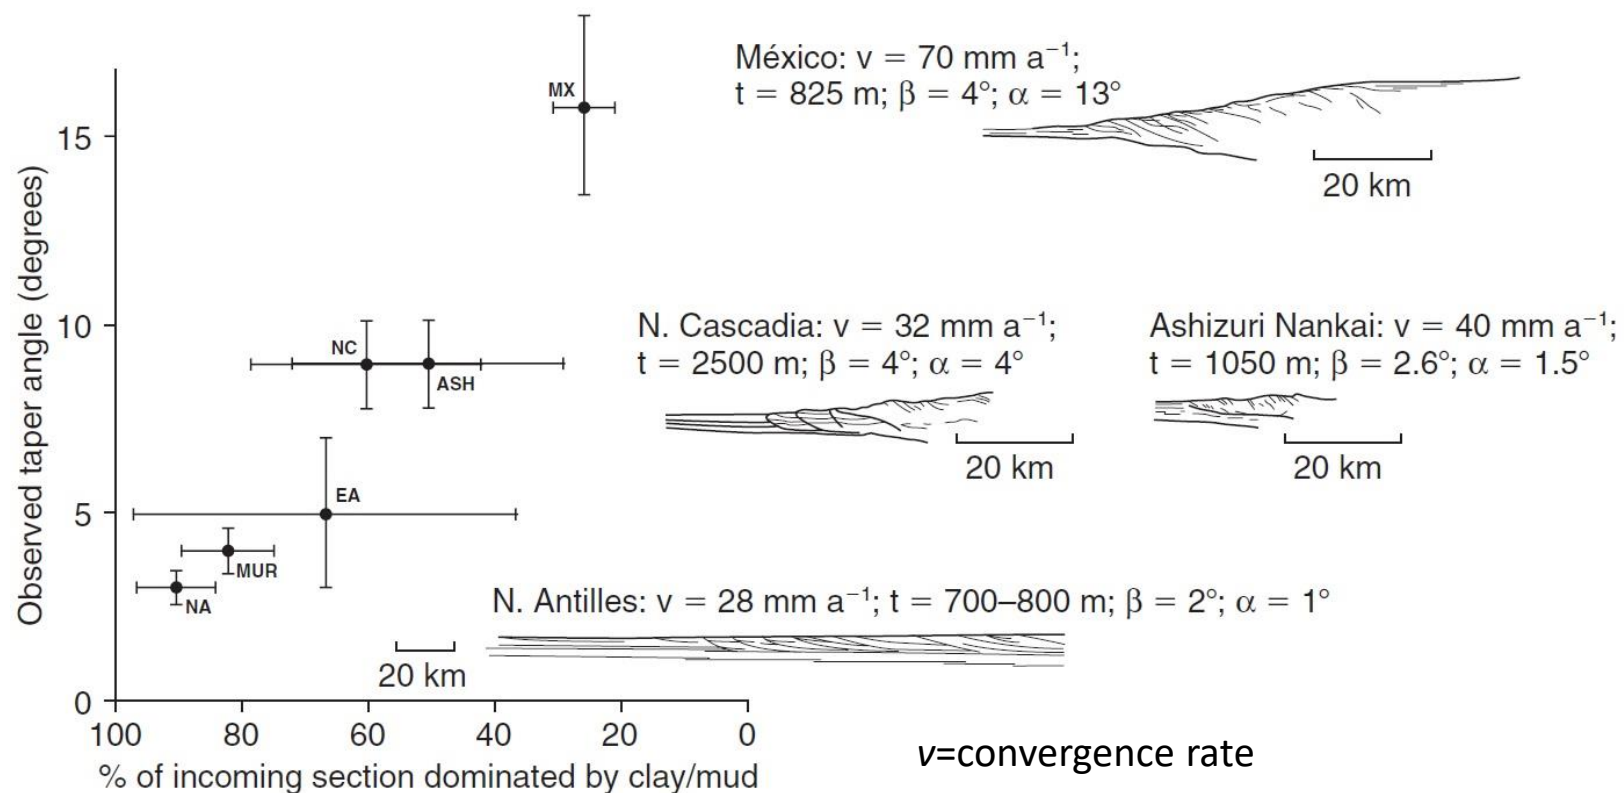 México: v = 70 mm a⁻¹;
t = 825 m; β = 4°; α = 13°
MX
20 km
15
Observed taper angle (degrees)
10
N. Cascadia: v = 32 mm a⁻¹;
t = 2500 m; β = 4°; α = 4°
20 km
Ashizuri Nankai: v = 40 mm a⁻¹;
t = 1050 m; β = 2.6°; α = 1.5°
20 km
NC
ASH
EA
5
MUR
NA
N. Antilles: v = 28 mm a⁻¹; t = 700–800 m; β = 2°; α = 1°
20 km
0
100 80 60 40 20 0
% of incoming section dominated by clay/mud
v=convergence rate